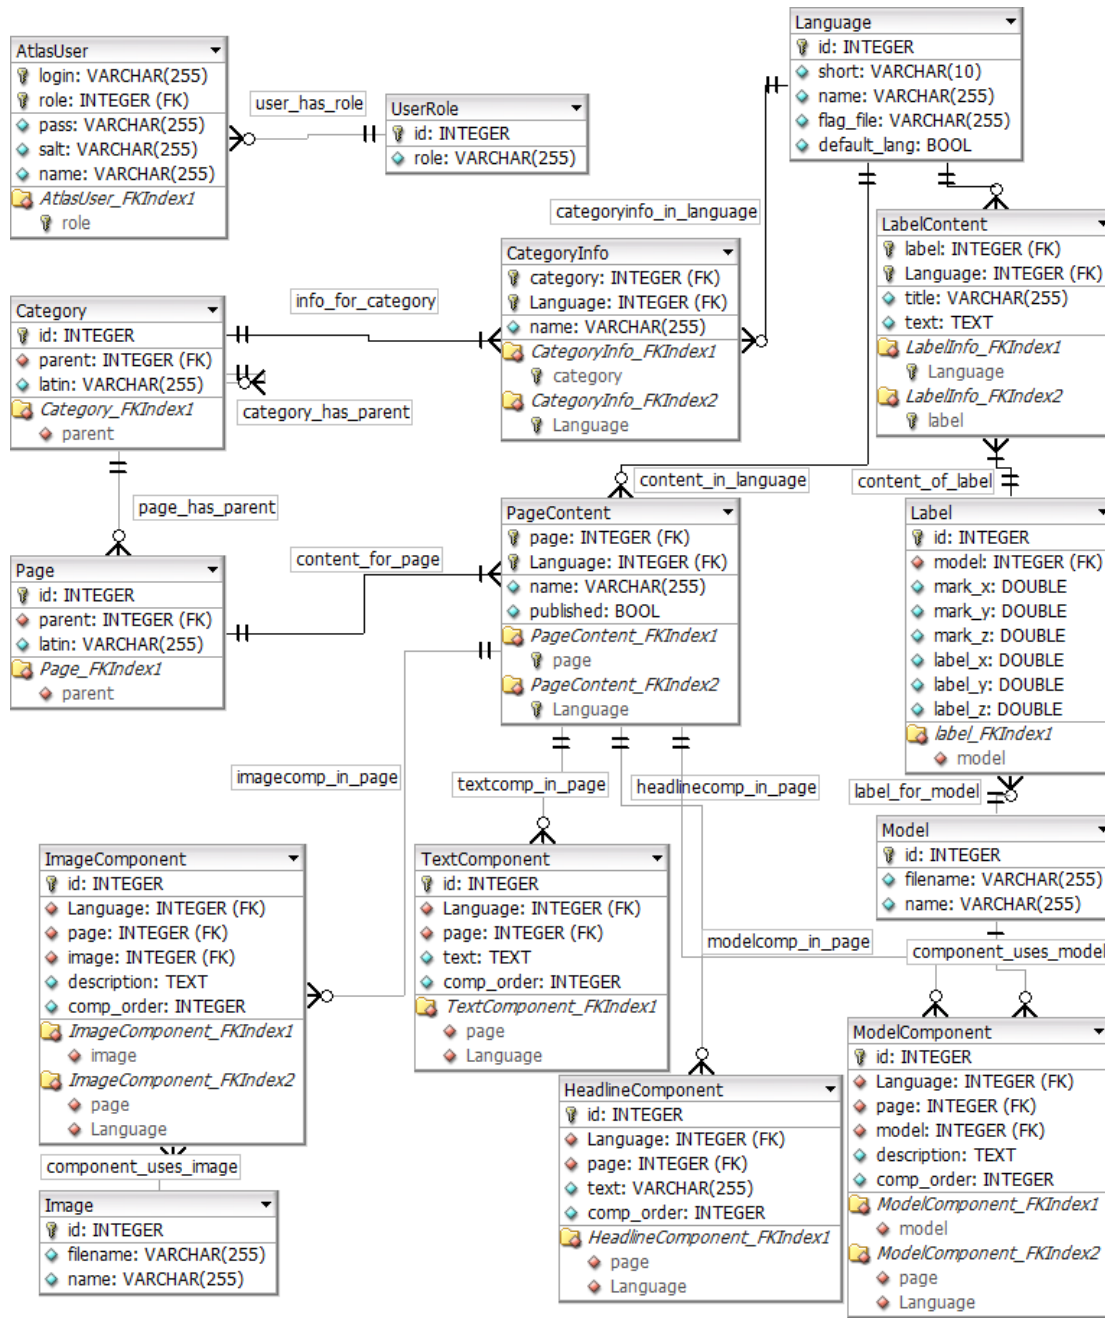 AtlasUser
login: VARCHAR(255)
role: INTEGER (FK)
pass: VARCHAR(255)
salt: VARCHAR(255)
name: VARCHAR(255)
AtlasUser_FKIndex1
role
user_has_role
UserRole
id: INTEGER
role: VARCHAR(255)
Language
id: INTEGER
short: VARCHAR(10)
name: VARCHAR(255)
flag_file: VARCHAR(255)
default_lang: BOOL
categoryinfo_in_language
LabelContent
label: INTEGER (FK)
Language: INTEGER (FK)
title: VARCHAR(255)
text: TEXT
LabelInfo_FKIndex1
Language
LabelInfo_FKIndex2
label
CategoryInfo
category: INTEGER (FK)
Language: INTEGER (FK)
name: VARCHAR(255)
CategoryInfo_FKIndex1
category
CategoryInfo_FKIndex2
Language
info_for_category
Category
id: INTEGER
parent: INTEGER (FK)
latin: VARCHAR(255)
Category_FKIndex1
parent
category_has_parent
page_has_parent
content_in_language
content_of_label
Page
id: INTEGER
parent: INTEGER (FK)
latin: VARCHAR(255)
Page_FKIndex1
parent
content_for_page
PageContent
page: INTEGER (FK)
Language: INTEGER (FK)
name: VARCHAR(255)
published: BOOL
PageContent_FKIndex1
page
PageContent_FKIndex2
Language
Label
id: INTEGER
model: INTEGER (FK)
mark_x: DOUBLE
mark_y: DOUBLE
mark_z: DOUBLE
label_x: DOUBLE
label_y: DOUBLE
label_z: DOUBLE
label_FKIndex1
model
imagecomp_in_page
textcomp_in_page
headlinecomp_in_page
label_for_model
Model
id: INTEGER
filename: VARCHAR(255)
name: VARCHAR(255)
modelcomp_in_page
component_uses_model
ImageComponent
id: INTEGER
Language: INTEGER (FK)
page: INTEGER (FK)
image: INTEGER (FK)
description: TEXT
comp_order: INTEGER
ImageComponent_FKIndex1
image
ImageComponent_FKIndex2
page
Language
TextComponent
id: INTEGER
Language: INTEGER (FK)
page: INTEGER (FK)
text: TEXT
comp_order: INTEGER
TextComponent_FKIndex1
page
Language
HeadlineComponent
id: INTEGER
Language: INTEGER (FK)
page: INTEGER (FK)
text: VARCHAR(255)
comp_order: INTEGER
HeadlineComponent_FKIndex1
page
Language
ModelComponent
id: INTEGER
Language: INTEGER (FK)
page: INTEGER (FK)
model: INTEGER (FK)
description: TEXT
comp_order: INTEGER
ModelComponent_FKIndex1
model
ModelComponent_FKIndex2
page
Language
component_uses_image
Image
id: INTEGER
filename: VARCHAR(255)
name: VARCHAR(255)